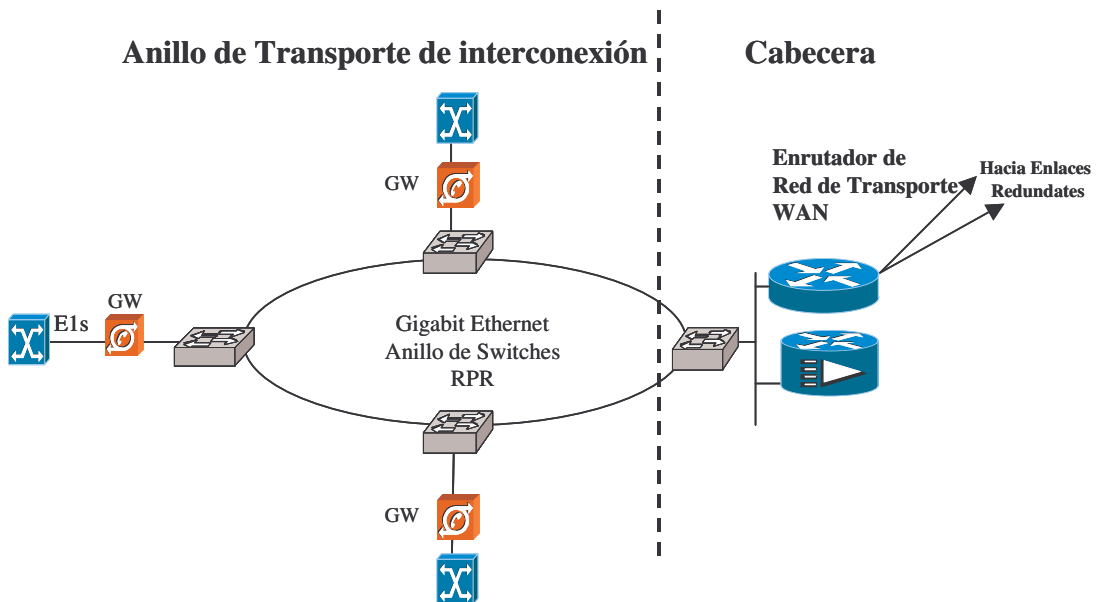 Anillo de Transporte de interconexión
Cabecera
GW
Enrutador de
Red de Transporte
WAN
Hacia Enlaces
Redundates
GW
E1s
Gigabit Ethernet
Anillo de Switches
RPR
GW